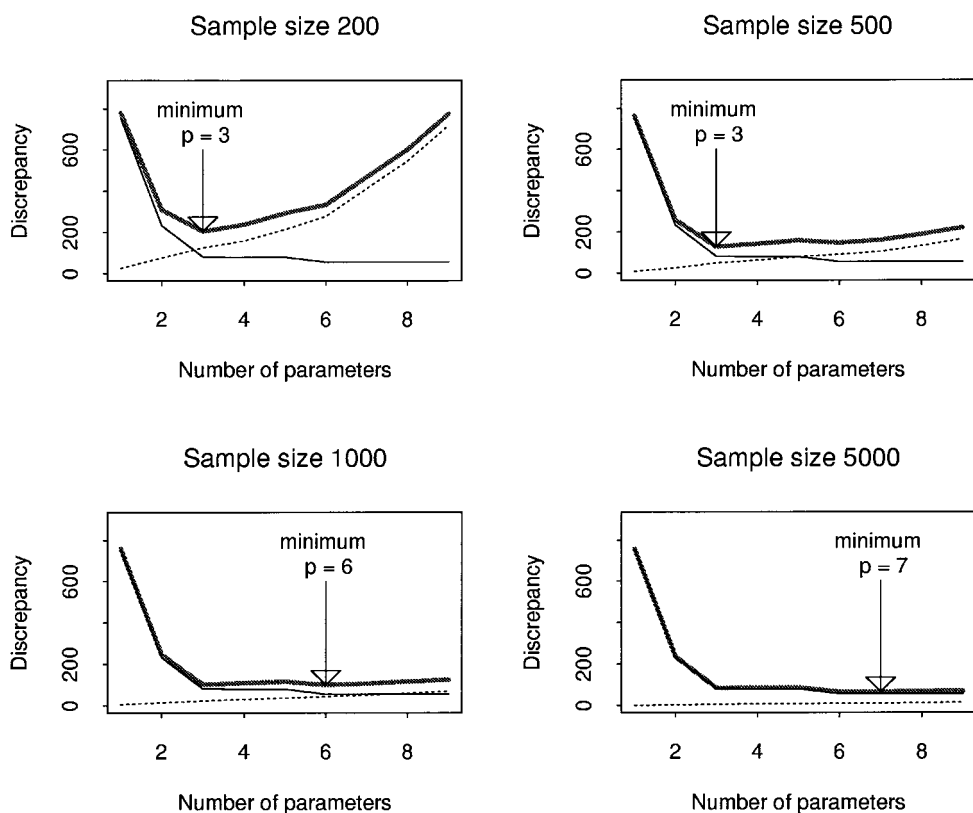 Sample size 200
minimum
p = 3
Discrepancy
0 200 600
2 4 6 8
Number of parameters
Sample size 500
minimum
p = 3
Discrepancy
0 200 600
2 4 6 8
Number of parameters
Sample size 1000
minimum
p = 6
Discrepancy
0 200 600
2 4 6 8
Number of parameters
Sample size 5000
minimum
p = 7
Discrepancy
0 200 600
2 4 6 8
Number of parameters